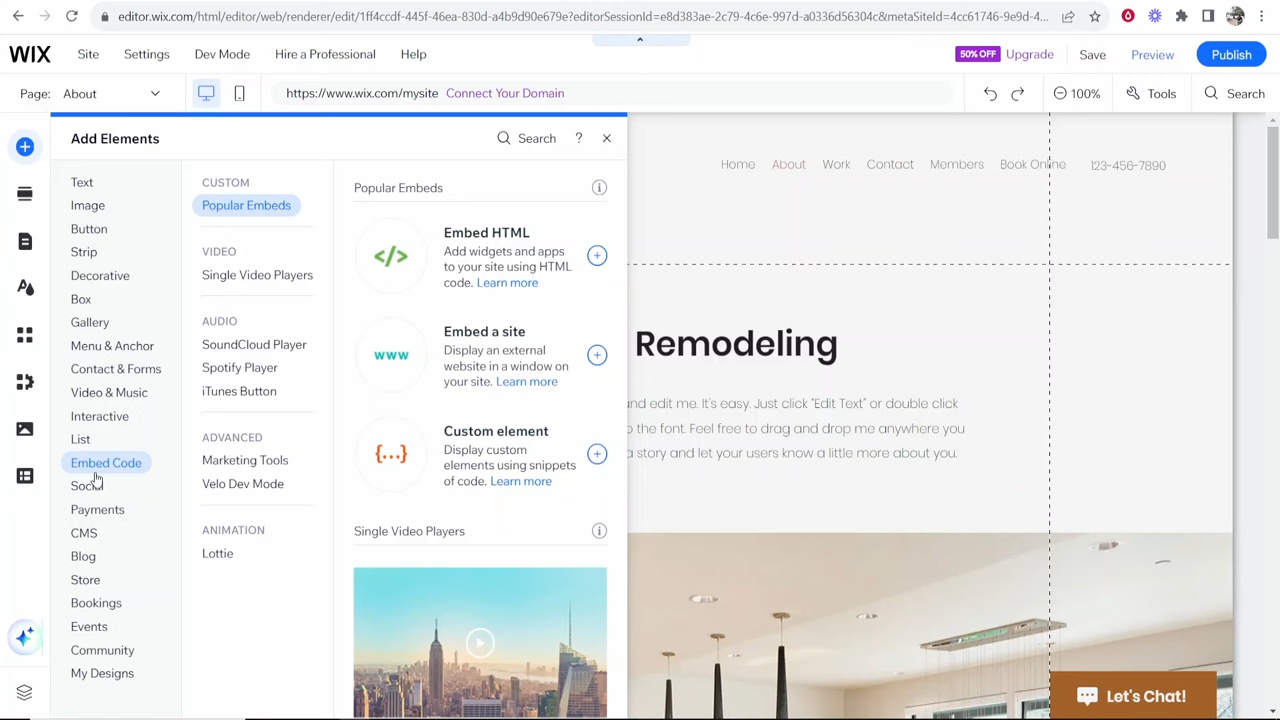 editor.wix.com/html/editor/web/renderer/edit/1ff4ccdf-445f-46ea-830d-a4b9d90e679e?editorSessionId=e8d383ae-2c79-4c6e-997d-a0336d56304c&metaSiteId=4cc61746-9e9d-4...
WIX Site Settings Dev Mode Hire a Professional Help 50% OFF Upgrade Save Preview Publish
Page: About https://www.wix.com/mysite Connect Your Domain 100% Tools Search
Add Elements Search ?
Text
Image
Button
Strip
Decorative
Box
Gallery
Menu & Anchor
Contact & Forms
Video & Music
Interactive
List
Embed Code
Social
Payments
CMS
Blog
Store
Bookings
Events
Community
My Designs
CUSTOM
Popular Embeds
VIDEO
Single Video Players
AUDIO
SoundCloud Player
Spotify Player
iTunes Button
ADVANCED
Marketing Tools
Velo Dev Mode
ANIMATION
Lottie
Popular Embeds
</>
Embed HTML
Add widgets and apps
to your site using HTML
code. Learn more
www
Embed a site
Display an external
website in a window on
your site. Learn more
{...}
Custom element
Display custom
elements using snippets
of code. Learn more
Single Video Players
Home About Work Contact Members Book Online 123-456-7890
Remodeling
and edit me. It's easy. Just click "Edit Text" or double click
the font. Feel free to drag and drop me anywhere you
a story and let your users know a little more about you.
Let's Chat!